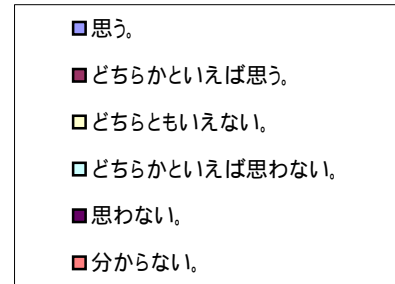 思う。
どちらかといえば思う。
どちらともいえない。
どちらかといえば思わない。
思わない。
分からない。